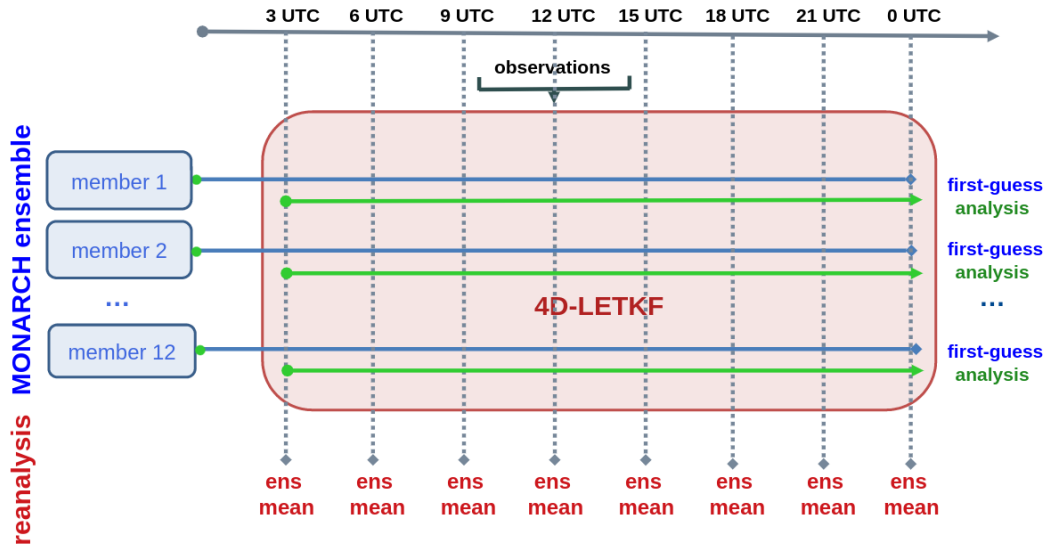 3 UTC 6 UTC 9 UTC 12 UTC 15 UTC 18 UTC 21 UTC 0 UTC
observations
MONARCH ensemble
member 1
first-guess
analysis
member 2
first-guess
analysis
...
4D-LETKF
...
member 12
first-guess
analysis
reanalysis
ens ens ens ens ens ens ens ens
mean mean mean mean mean mean mean mean